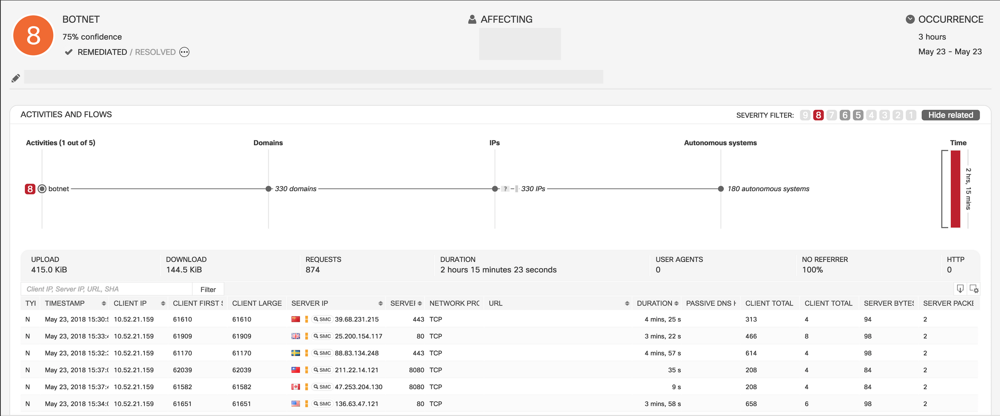 8
BOTNET
75% confidence
REMEDIATED / RESOLVED
AFFECTING
OCCURRENCE
3 hours
May 23 - May 23
ACTIVITIES AND FLOWS
SEVERITY FILTER: 9 8 7 6 5 4 3 2 1 Hide related
Activities (1 out of 5) Domains IPs Autonomous systems Time
8 botnet 330 domains ? 330 IPs 180 autonomous systems
2 hrs, 15 mins
UPLOAD DOWNLOAD REQUESTS DURATION USER AGENTS NO REFERRER HTTP
415.0 KiB 144.5 KiB 874 2 hours 15 minutes 23 seconds 0 100% 0
Client IP, Server IP, URL, SHA Filter
TYI TIMESTAMP CLIENT IP CLIENT FIRST CLIENT LARGE SERVER IP SERVER NETWORK PRC URL DURATION PASSIVE DNS CLIENT TOTAL CLIENT TOTAL SERVER BYTES SERVER PACKE
N May 23, 2018 15:30: 10.52.21.159 61610 61610 SMC 39.68.231.215 443 TCP 4 mins, 25 s 313 4 94 2
N May 23, 2018 15:33: 10.52.21.159 61909 61909 SMC 25.200.154.117 80 TCP 3 mins, 22 s 466 8 98 2
N May 23, 2018 15:32: 10.52.21.159 61170 61170 SMC 88.83.134.248 443 TCP 4 mins, 57 s 614 4 98 2
N May 23, 2018 15:37: 10.52.21.159 62039 62039 SMC 211.22.14.121 8080 TCP 35 s 208 4 84 2
N May 23, 2018 15:37: 10.52.21.159 61582 61582 SMC 47.253.204.130 8080 TCP 9 s 208 4 84 2
N May 23, 2018 15:34: 10.52.21.159 61651 61651 SMC 136.63.47.121 80 TCP 3 mins, 58 s 658 6 98 2